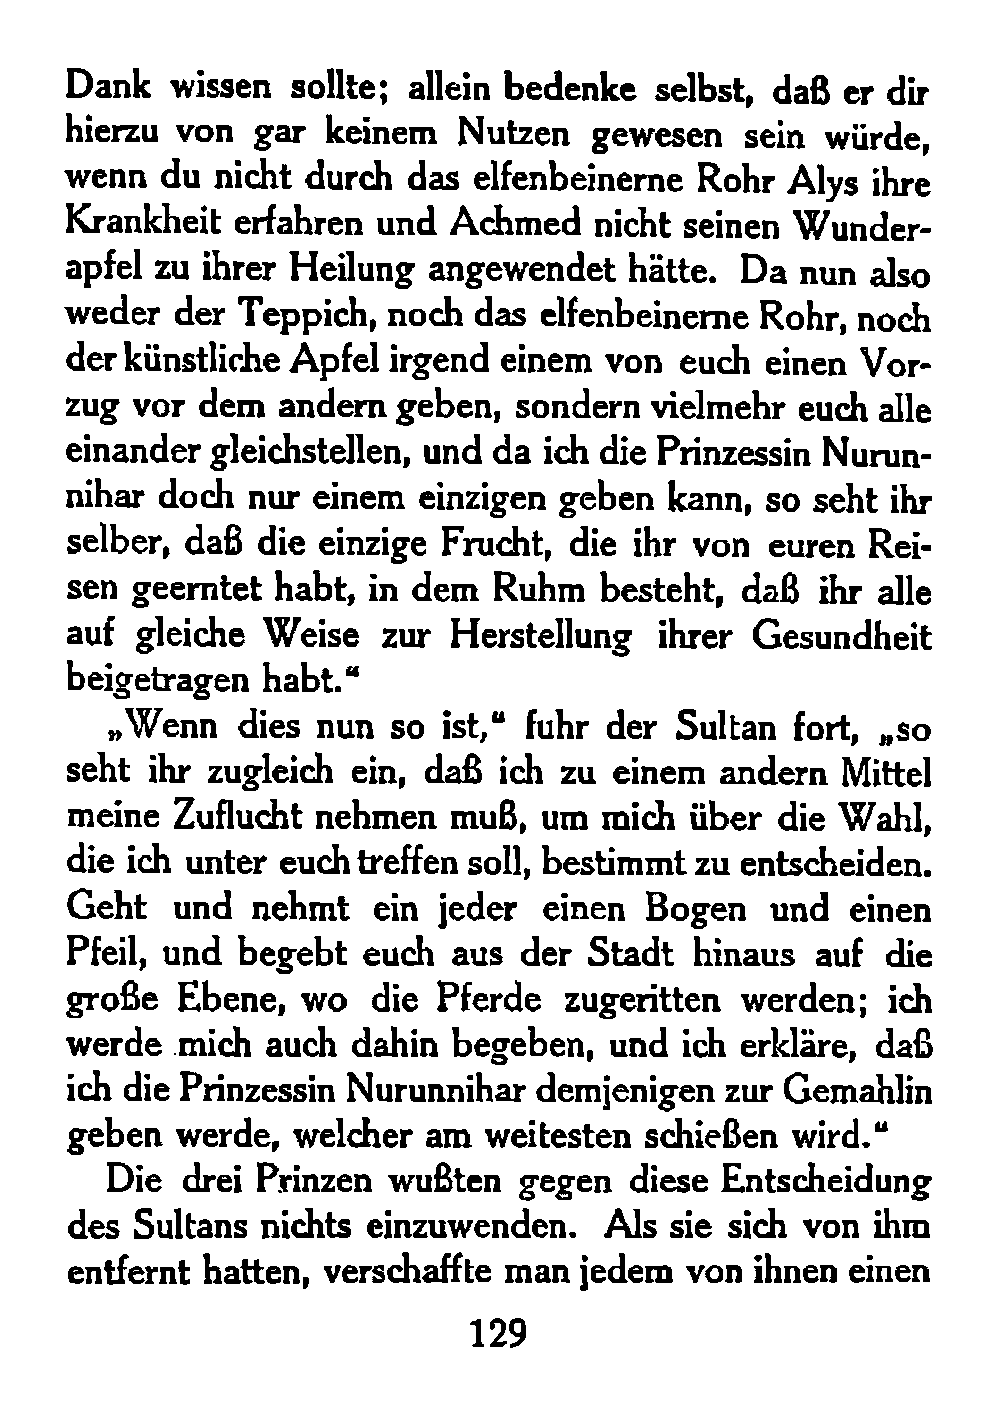 Dank wissen sollte; allein bedenke selbst, daß er dir
hierzu von gar keinem Nutzen gewesen sein würde,
wenn du nicht durch das elfenbeinerne Rohr Alys ihre
Krankheit erfahren und Achmed nicht seinen Wunder-
apfel zu ihrer Heilung angewendet hätte. Da nun also
weder der Teppich, noch das elfenbeinerne Rohr, noch
der künstliche Apfel irgend einem von euch einen Vor-
zug vor dem andern geben, sondern vielmehr euch alle
einander gleichstellen, und da ich die Prinzessin Nurun-
nihar doch nur einem einzigen geben kann, so seht ihr
selber, daß die einzige Frucht, die ihr von euren Rei-
sen geerntet habt, in dem Ruhm besteht, daß ihr alle
auf gleiche Weise zur Herstellung ihrer Gesundheit
beigetragen habt.“
„Wenn dies nun so ist,“ fuhr der Sultan fort, „so
seht ihr zugleich ein, daß ich zu einem andern Mittel
meine Zuflucht nehmen muß, um mich über die Wahl,
die ich unter euch treffen soll, bestimmt zu entscheiden.
Geht und nehmt ein jeder einen Bogen und einen
Pfeil, und begebt euch aus der Stadt hinaus auf die
große Ebene, wo die Pferde zugeritten werden; ich
werde mich auch dahin begeben, und ich erkläre, daß
ich die Prinzessin Nurunnihar demjenigen zur Gemahlin
geben werde, welcher am weitesten schießen wird.“
Die drei Prinzen wußten gegen diese Entscheidung
des Sultans nichts einzuwenden. Als sie sich von ihm
entfernt hatten, verschaffte man jedem von ihnen einen
129